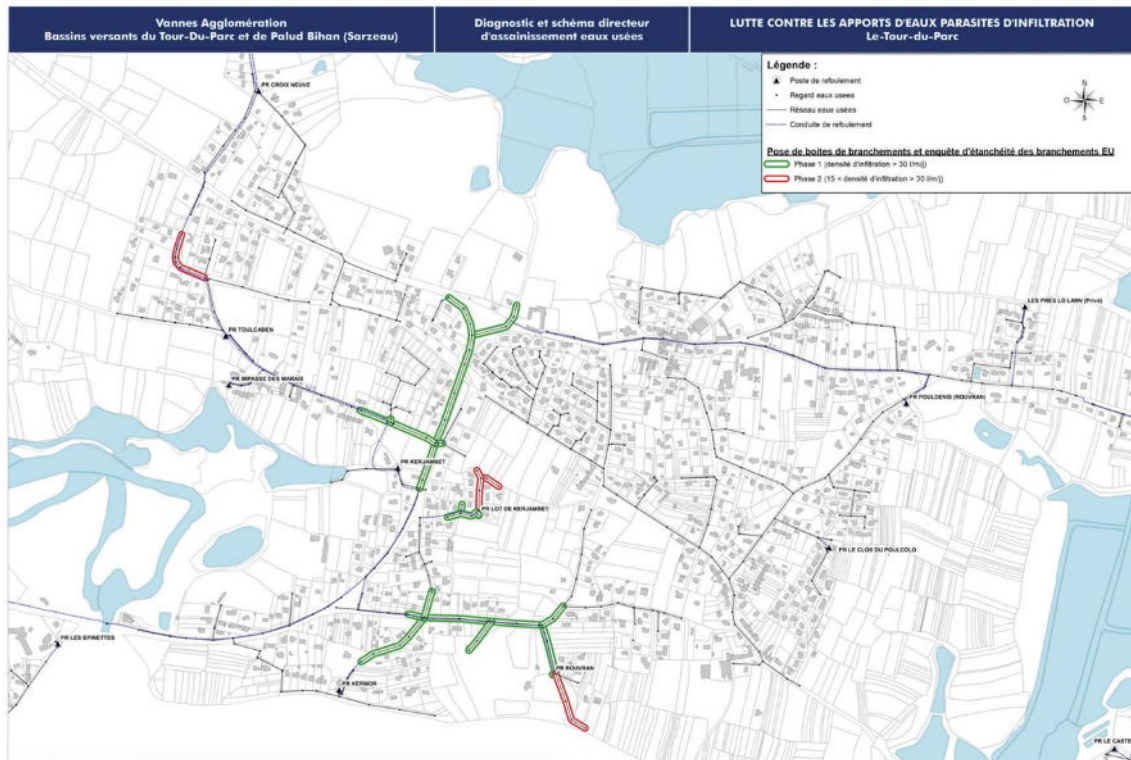 Vannes Agglomération
Bassins versants du Tour-Du-Parc et de Palud Bihan (Sarzeau)
Diagnostic et schéma directeur
d'assainissement eaux usées
LUTTE CONTRE LES APPORTS D'EAUX PARASITES D'INFILTRATION
Le-Tour-du-Parc
Légende :
Poste de refoulement
Regard eaux usees
Réseau eaux usées
Conduite de refoulement
N
O
E
S
Pose de boites de branchements et enquête d'étanchéité des branchements EU
Phase 1 (densité d'infiltration > 30 l/m/j)
Phase 2 (15 < densité d'infiltration > 30 l/m/j)
PR CROIX NEUVE
LES PRES LO LANN (Privé)
PR TOULCADEN
PR IMPASSE DES MARAIS
PR POULDENIS (ROUVRAN)
PR KERJAMBET
PR LOT DE KERJAMBET
PR LE CLOS DU POULCOLO
PR LES EPINETTES
PR ROUVRAN
PR KERMOR
PR LE CASTE